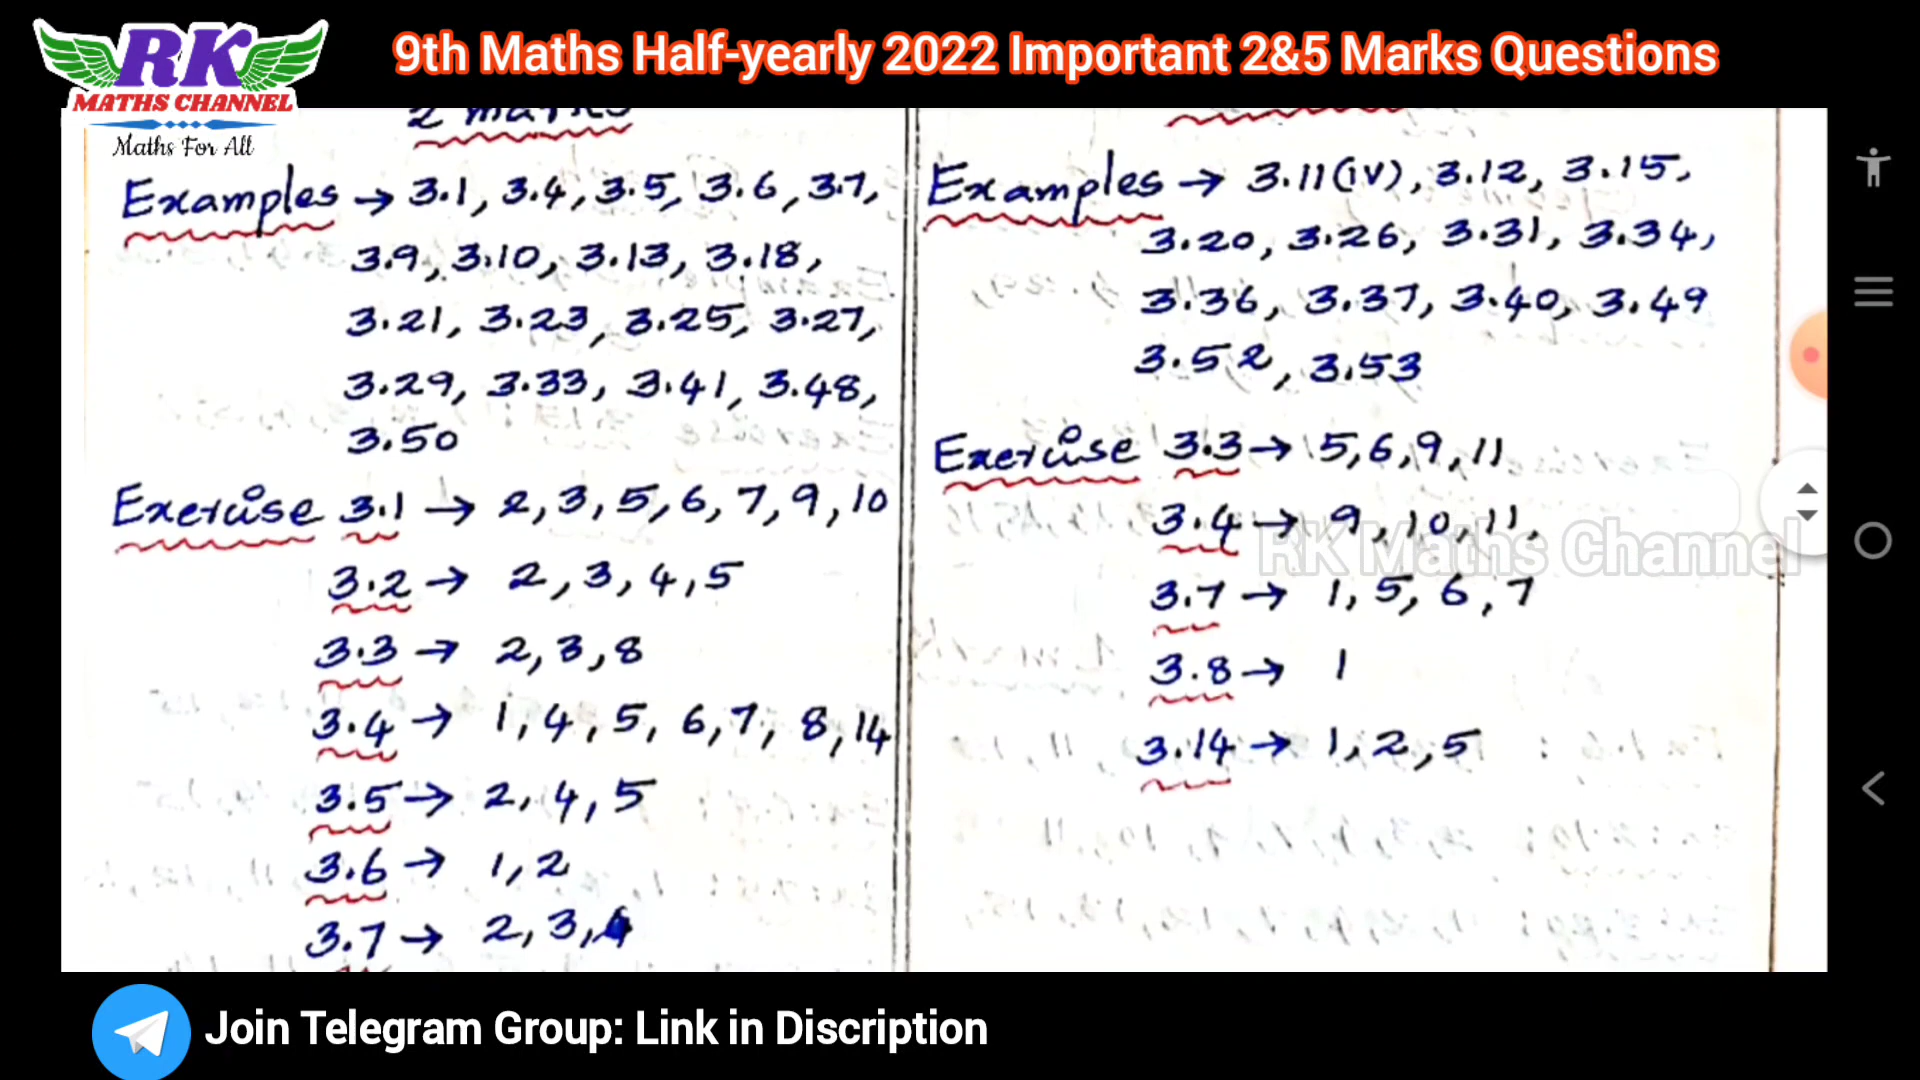 RK
MATHS CHANNEL
Maths For All
9th Maths Half-yearly 2022 Important 2&5 Marks Questions
2 marks
Examples → 3.1, 3.4, 3.5, 3.6, 3.7,
3.9, 3.10, 3.13, 3.18,
3.21, 3.23, 3.25, 3.27,
3.29, 3.33, 3.41, 3.48,
3.50
Exercise 3.1 → 2, 3, 5, 6, 7, 9, 10
3.2 → 2, 3, 4, 5
3.3 → 2, 3, 8
3.4 → 1, 4, 5, 6, 7, 8, 14
3.5 → 2, 4, 5
3.6 → 1, 2
3.7 → 2, 3, 4
Examples → 3.11(iv), 3.12, 3.15,
3.20, 3.26, 3.31, 3.34,
3.36, 3.37, 3.40, 3.49
3.52, 3.53
Exercise 3.3 → 5, 6, 9, 11
3.4 → 9, 10, 11,
3.7 → 1, 5, 6, 7
3.8 → 1
3.14 → 1, 2, 5
RK Maths Channel
Join Telegram Group: Link in Discription